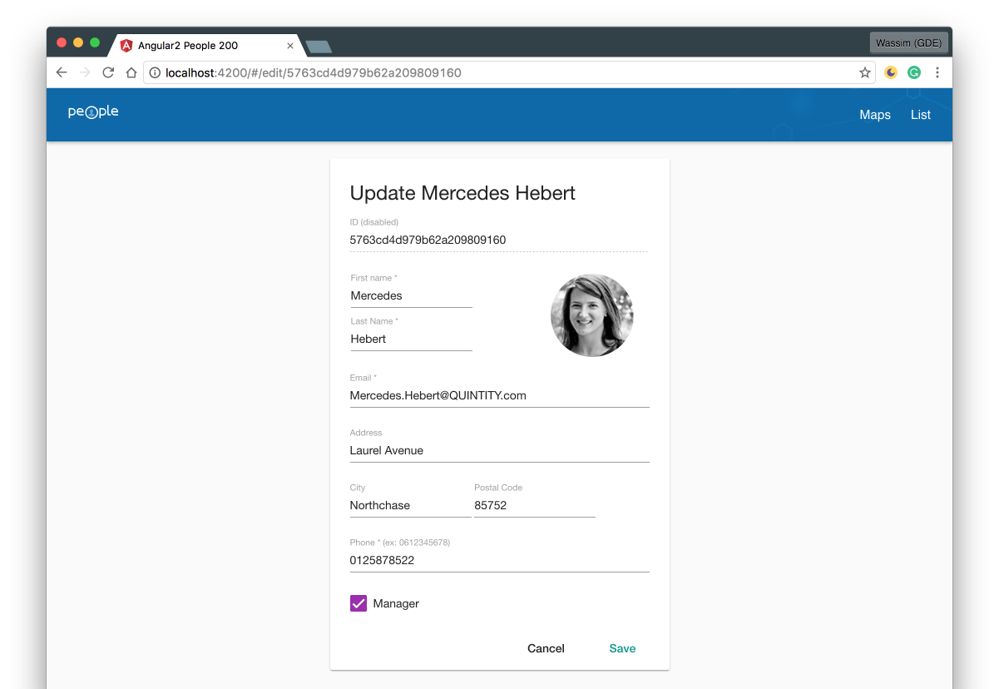 Angular2 People 200
Wassim (GDE)
localhost:4200/#/edit/5763cd4d979b62a209809160
people
Maps
List
Update Mercedes Hebert
ID (disabled)
5763cd4d979b62a209809160
First name *
Mercedes
Last Name *
Hebert
Email *
Mercedes.Hebert@QUINTITY.com
Address
Laurel Avenue
City Postal Code
Northchase 85752
Phone * (ex: 0612345678)
0125878522
Manager
Cancel Save